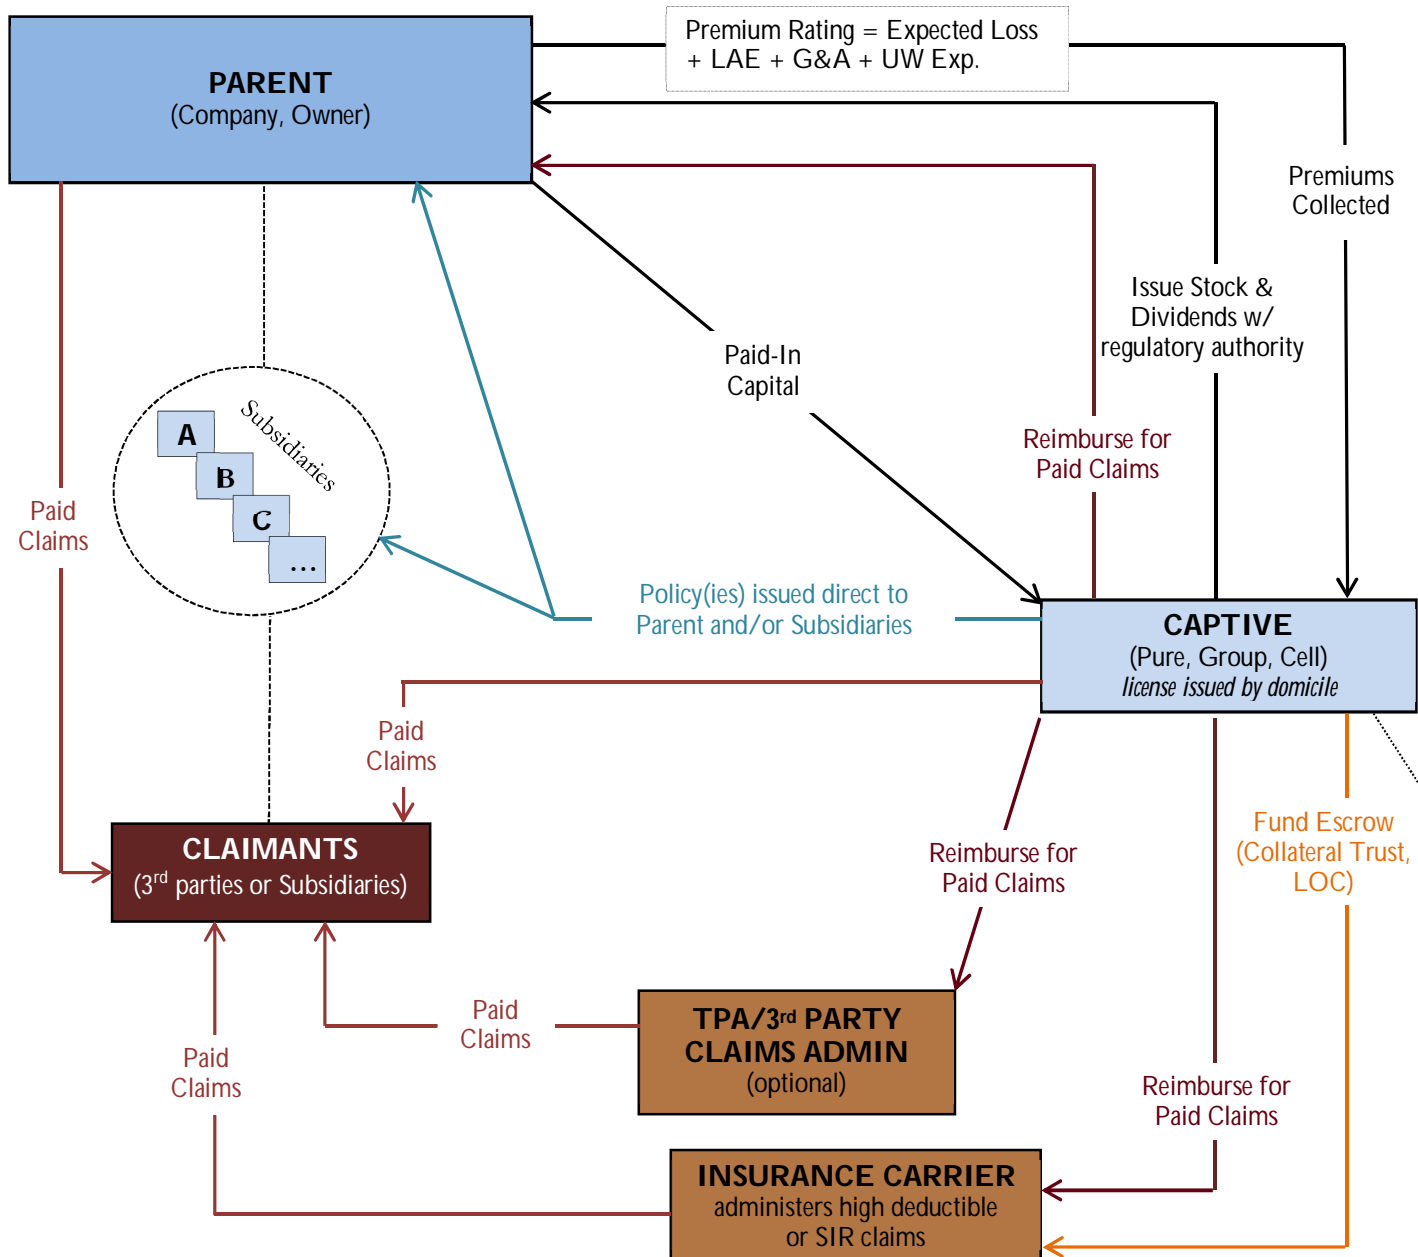 Premium Rating = Expected Loss
+ LAE + G&A + UW Exp.
PARENT
(Company, Owner)
Premiums
Collected
Issue Stock &
Dividends w/
regulatory authority
Paid-In
Capital
Subsidiaries
A
B
C
...
Reimburse for
Paid Claims
Paid
Claims
Policy(ies) issued direct to
Parent and/or Subsidiaries
CAPTIVE
(Pure, Group, Cell)
license issued by domicile
Paid
Claims
CLAIMANTS
(3rd parties or Subsidiaries)
Reimburse for
Paid Claims
Fund Escrow
(Collateral Trust,
LOC)
Paid
Claims
TPA/3rd PARTY
CLAIMS ADMIN
(optional)
Paid
Claims
Reimburse for
Paid Claims
INSURANCE CARRIER
administers high deductible
or SIR claims